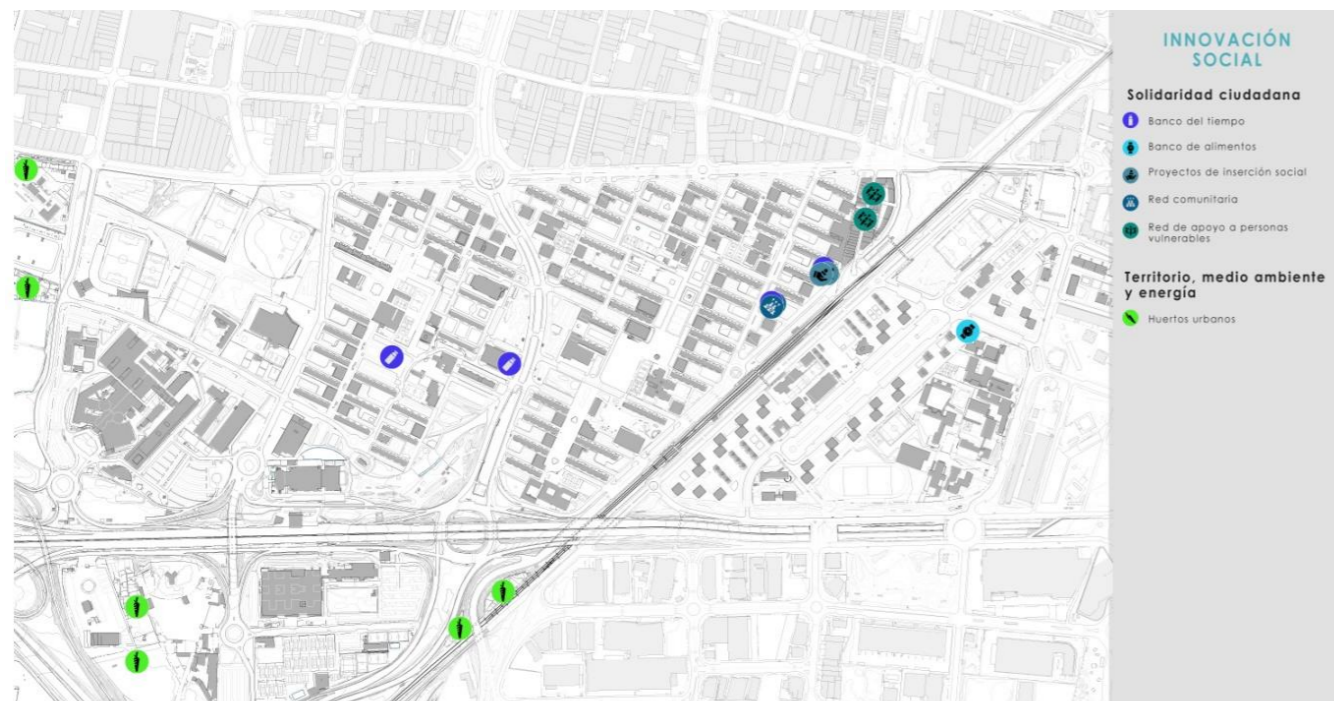 INNOVACIÓN
SOCIAL
Solidaridad ciudadana
Banco del tiempo
Banco de alimentos
Proyectos de inserción social
Red comunitaria
Red de apoyo a personas
vulnerables
Territorio, medio ambiente
y energía
Huertos urbanos